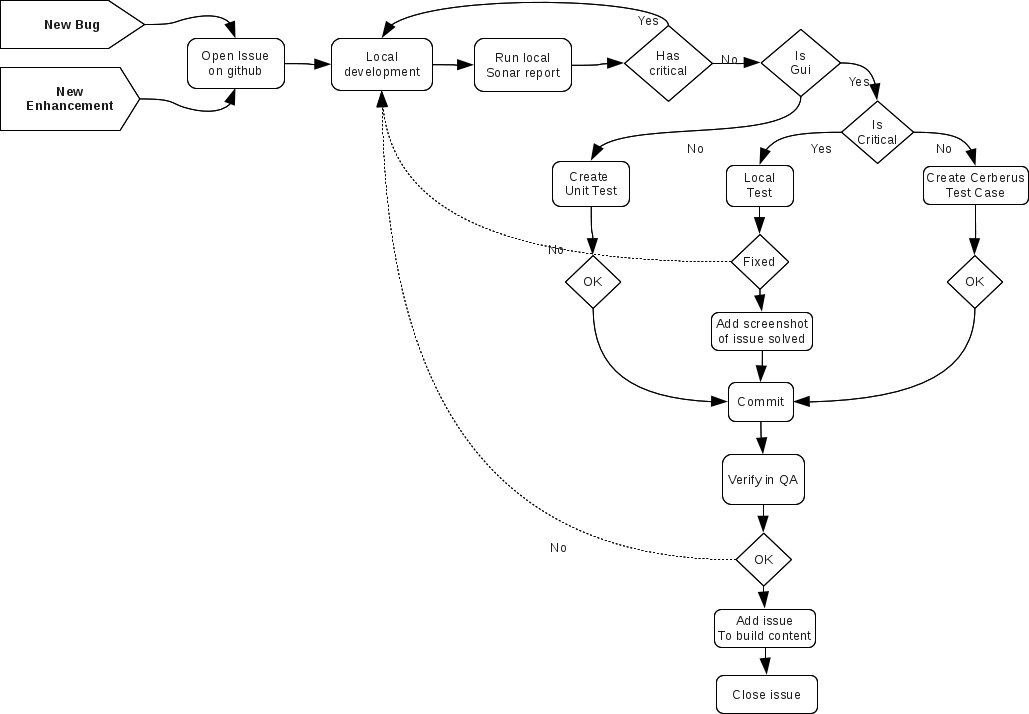 New Bug
Open Issue
on github
New
Enhancement
Local
development
Run local
Sonar report
Yes
Has
critical
No
Is
Gui
Yes
Is
Critical
No
Yes
No
Create
Unit Test
Local
Test
Create Cerberus
Test Case
No
Fixed
OK
OK
Add screenshot
of issue solved
Commit
Verify in QA
No
OK
Add issue
To build content
Close issue